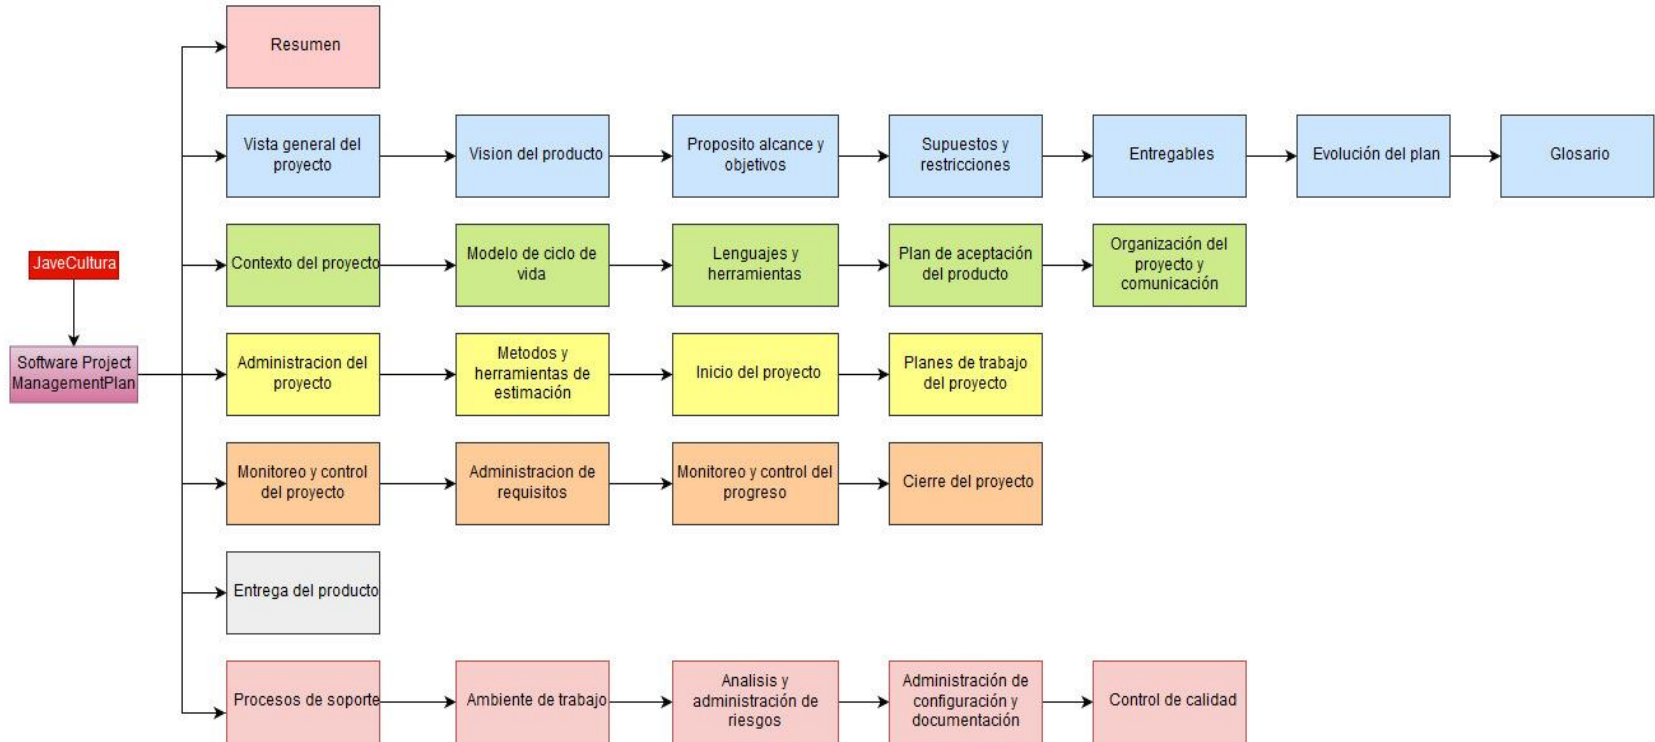 Resumen
Vista general del
proyecto
Vision del producto
Proposito alcance y
objetivos
Supuestos y
restricciones
Entregables
Evolución del plan
Glosario
JaveCultura
Software Project
ManagementPlan
Contexto del proyecto
Modelo de ciclo de
vida
Lenguajes y
herramientas
Plan de aceptación
del producto
Organización del
proyecto y
comunicación
Administracion del
proyecto
Metodos y
herramientas de
estimación
Inicio del proyecto
Planes de trabajo
del proyecto
Monitoreo y control
del proyecto
Administracion de
requisitos
Monitoreo y control del
progreso
Cierre del proyecto
Entrega del producto
Procesos de soporte
Ambiente de trabajo
Analisis y
administración de
riesgos
Administración de
configuración y
documentación
Control de calidad